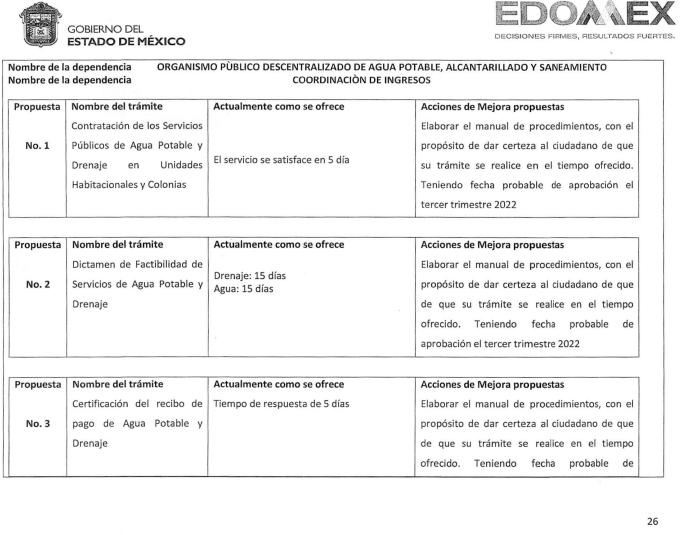 GOBIERNO DEL
ESTADO DE MÉXICO
EDOMEX
DECISIONES FIRMES, RESULTADOS FUERTES.
Nombre de la dependencia ORGANISMO PÙBLICO DESCENTRALIZADO DE AGUA POTABLE, ALCANTARILLADO Y SANEAMIENTO
Nombre de la dependencia COORDINACIÒN DE INGRESOS
Propuesta Nombre del trámite Actualmente como se ofrece Acciones de Mejora propuestas
No. 1
Contratación de los Servicios
Públicos de Agua Potable y
Drenaje en Unidades
Habitacionales y Colonias
El servicio se satisface en 5 día
Elaborar el manual de procedimientos, con el
propósito de dar certeza al ciudadano de que
su trámite se realice en el tiempo ofrecido.
Teniendo fecha probable de aprobación el
tercer trimestre 2022
Propuesta Nombre del trámite Actualmente como se ofrece Acciones de Mejora propuestas
No. 2
Dictamen de Factibilidad de
Servicios de Agua Potable y
Drenaje
Drenaje: 15 días
Agua: 15 días
Elaborar el manual de procedimientos, con el
propósito de dar certeza al ciudadano de que
de que su trámite se realice en el tiempo
ofrecido. Teniendo fecha probable de
aprobación el tercer trimestre 2022
Propuesta Nombre del trámite Actualmente como se ofrece Acciones de Mejora propuestas
No. 3
Certificación del recibo de
pago de Agua Potable y
Drenaje
Tiempo de respuesta de 5 días
Elaborar el manual de procedimientos, con el
propósito de dar certeza al ciudadano de que
de que su trámite se realice en el tiempo
ofrecido. Teniendo fecha probable de
26